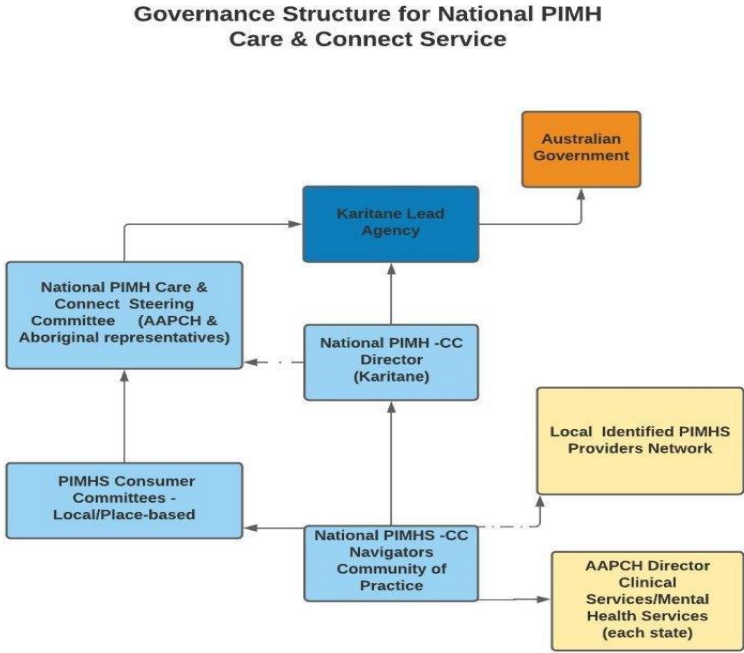 Governance Structure for National PIMH
Care & Connect Service
Australian
Government
Karitane Lead
Agency
National PIMH Care &
Connect Steering
Committee (AAPCH &
Aboriginal representatives)
National PIMH -CC
Director
(Karitane)
Local Identified PIMHS
Providers Network
PIMHS Consumer
Committees -
Local/Place-based
National PIMHS -CC
Navigators
Community of
Practice
AAPCH Director
Clinical
Services/Mental
Health Services
(each state)